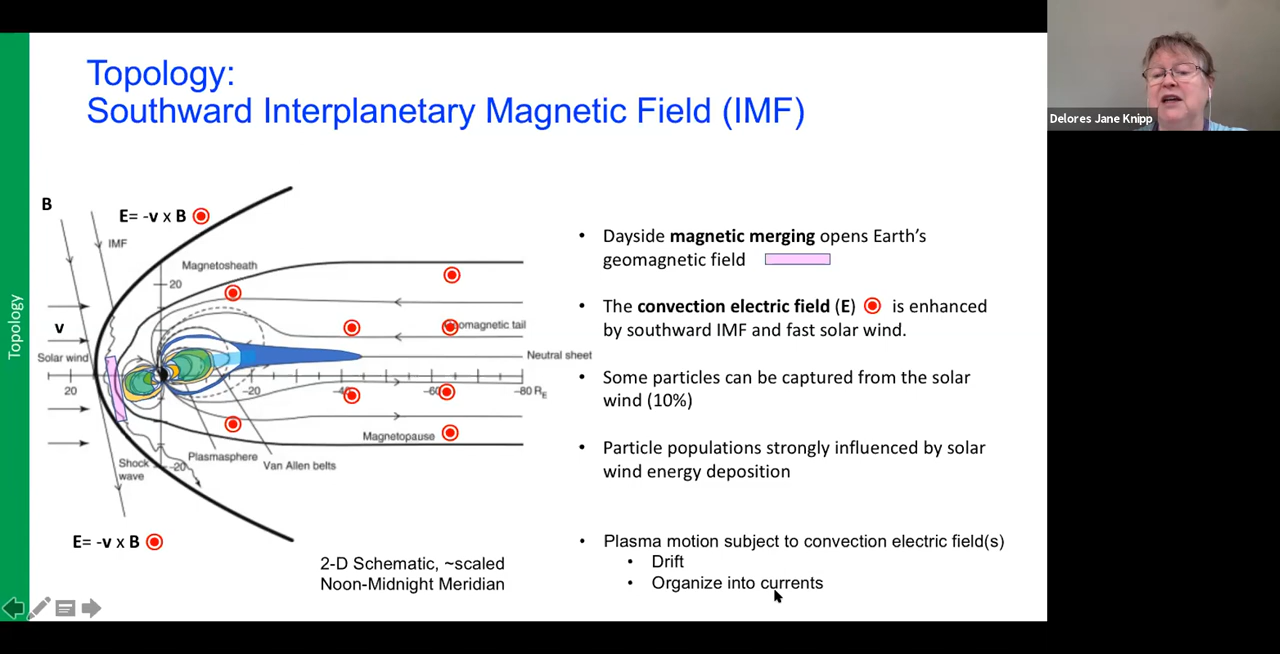 Topology:
Southward Interplanetary Magnetic Field (IMF)
Delores Jane Knipp
Topology
B
E= -v x B
IMF
Magnetosheath
20
v
Solar wind
Geomagnetic tail
Neutral sheet
20
-20
-40
-60
-80 RE
Magnetopause
Plasmasphere
Van Allen belts
Shock
wave
-20
E= -v x B
2-D Schematic, ~scaled
Noon-Midnight Meridian
• Dayside magnetic merging opens Earth's
geomagnetic field
• The convection electric field (E) is enhanced
by southward IMF and fast solar wind.
• Some particles can be captured from the solar
wind (10%)
• Particle populations strongly influenced by solar
wind energy deposition
• Plasma motion subject to convection electric field(s)
• Drift
• Organize into currents